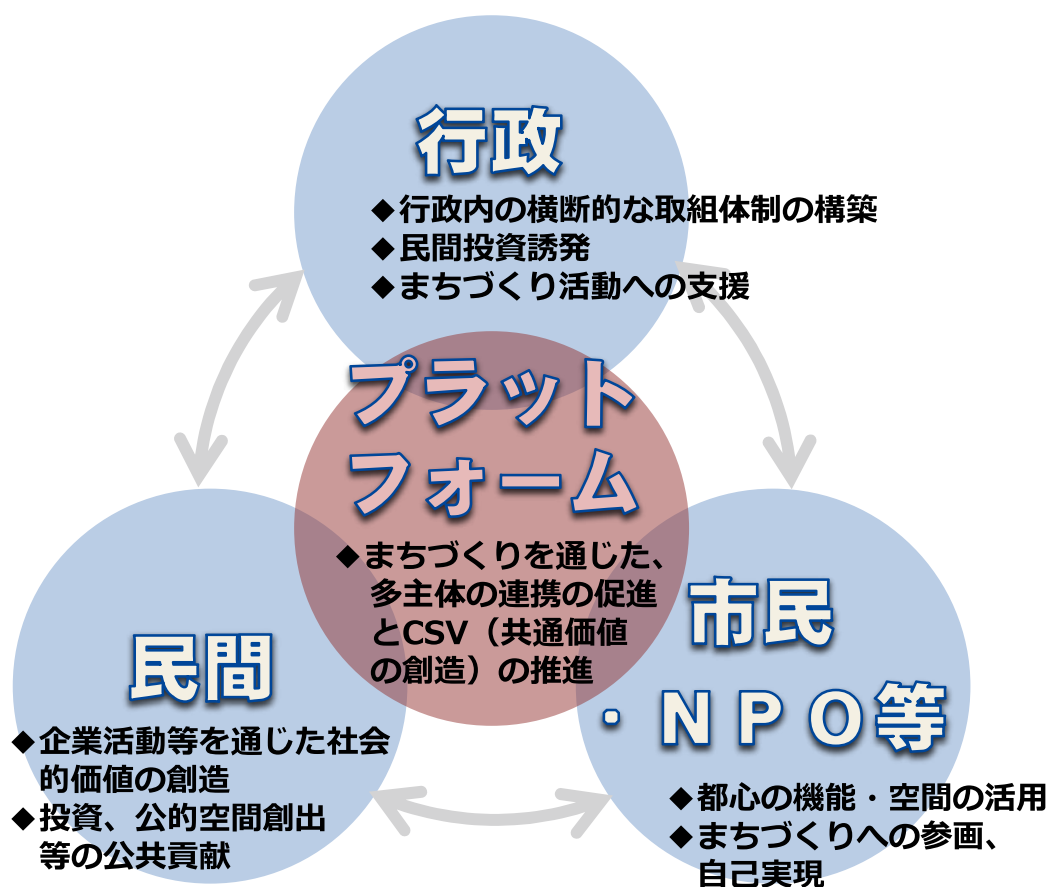 行政
◆行政内の横断的な取組体制の構築
◆民間投資誘発
◆まちづくり活動への支援
プラット
フォーム
◆まちづくりを通じた、
多主体の連携の促進
とCSV（共通価値
の創造）の推進
民間
◆企業活動等を通じた社会
的価値の創造
◆投資、公的空間創出
等の公共貢献
市民
・ＮＰＯ等
◆都心の機能・空間の活用
◆まちづくりへの参画、
自己実現